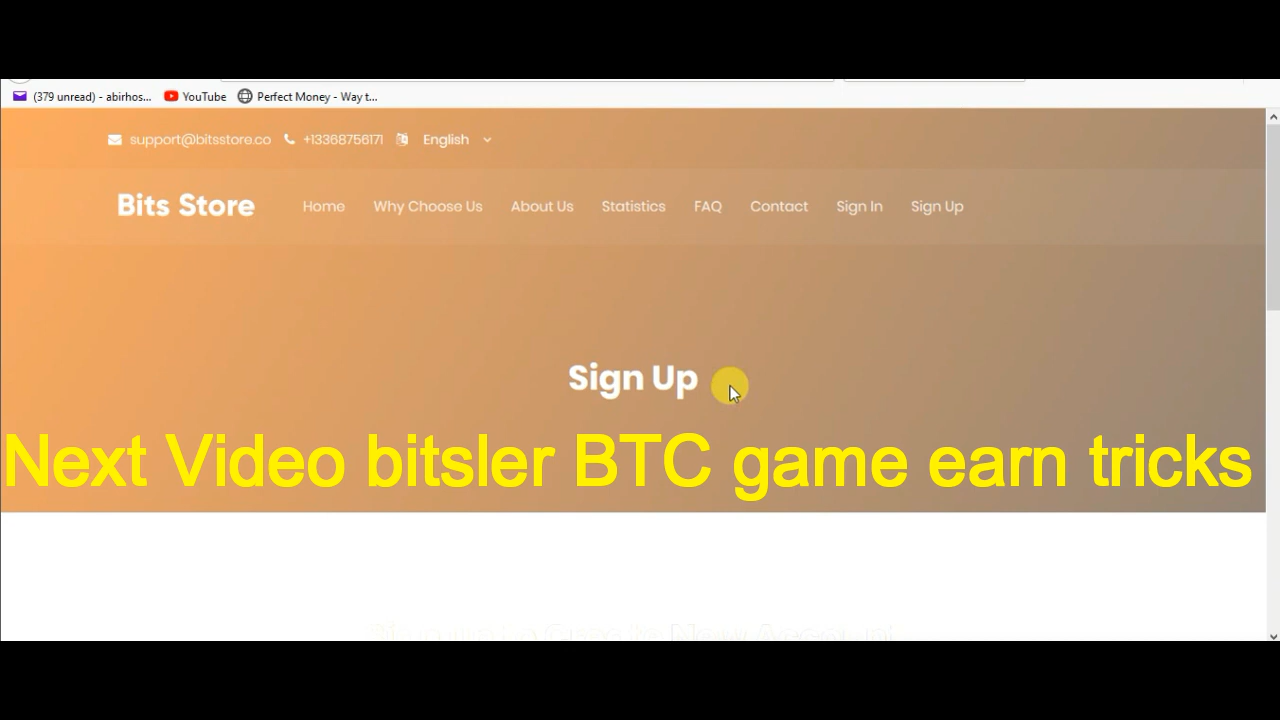 (379 unread) - abirhos... YouTube Perfect Money - Way t...
support@bitsstore.co +13368756171 English
Bits Store Home Why Choose Us About Us Statistics FAQ Contact Sign In Sign Up
Sign Up
Next Video bitsler BTC game earn tricks